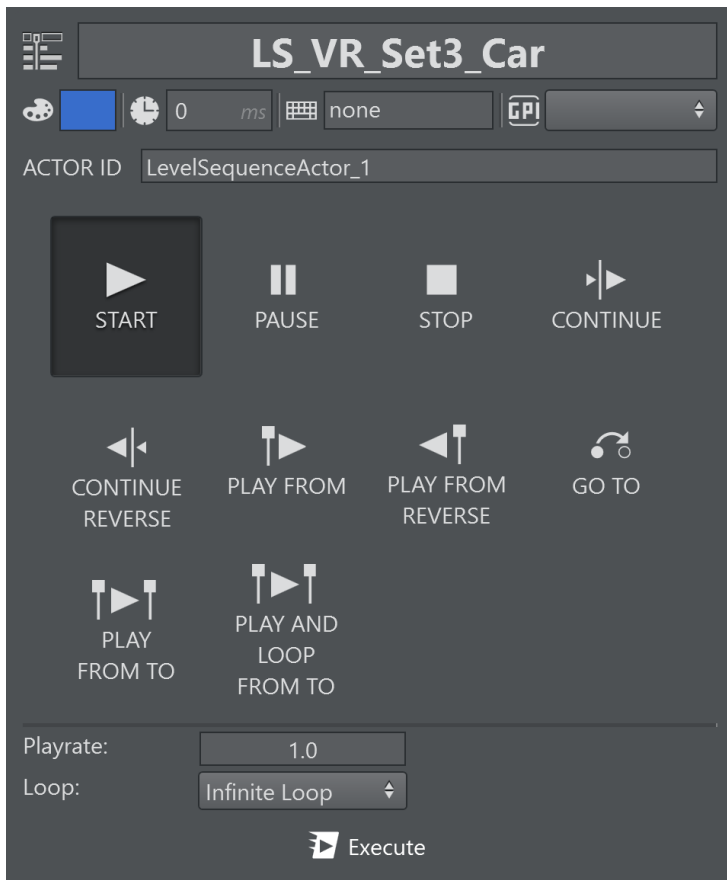 LS_VR_Set3_Car
0 ms none GPI
ACTOR ID LevelSequenceActor_1
START PAUSE STOP CONTINUE
CONTINUE REVERSE
PLAY FROM
PLAY FROM REVERSE
GO TO
PLAY
FROM TO
PLAY AND
LOOP
FROM TO
Playrate: 1.0
Loop: Infinite Loop
Execute